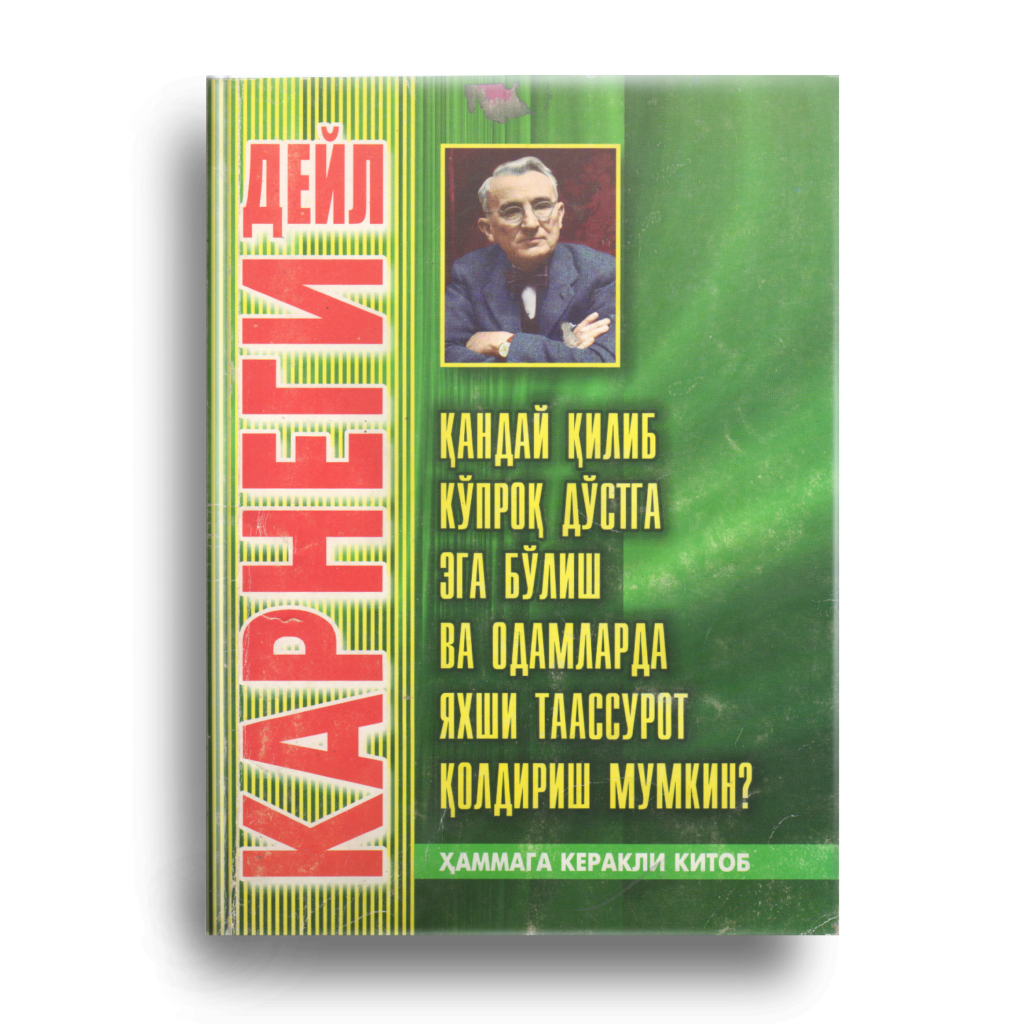 ДЕЙЛ
КАРНЕГИ
ҚАНДАЙ ҚИЛИБ
КЎПРОҚ ДЎСТГА
ЭГА БЎЛИШ
ВА ОДАМЛАРДА
ЯХШИ ТААССУРОТ
ҚОЛДИРИШ МУМКИН?
ҲАММАГА КЕРАКЛИ КИТОБ